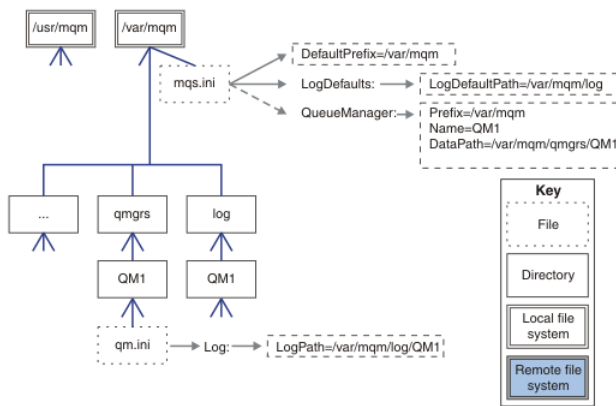 /usr/mqm
/var/mqm
mqs.ini
DefaultPrefix=/var/mqm
LogDefaults:
LogDefaultPath=/var/mqm/log
QueueManager:
Prefix=/var/mqm
Name=QM1
DataPath=/var/mqm/qmgrs/QM1
...
qmgrs
log
QM1
QM1
qm.ini
Log:
LogPath=/var/mqm/log/QM1
Key
File
Directory
Local file
system
Remote file
system